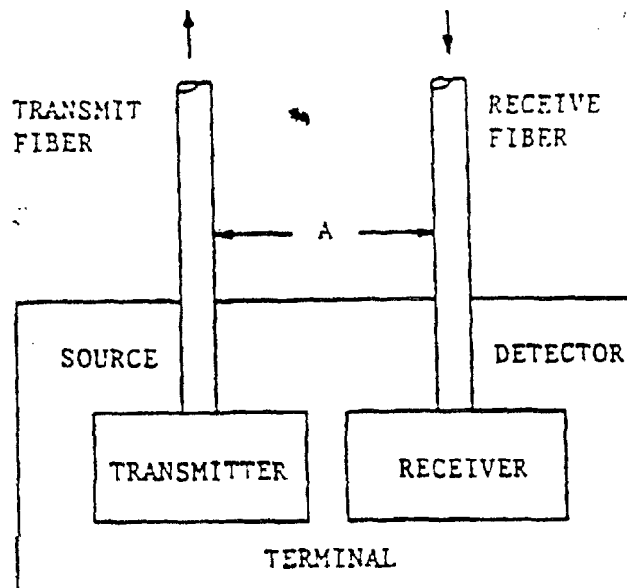 TRANSMIT
FIBER
RECEIVE
FIBER
A
SOURCE
DETECTOR
TRANSMITTER
RECEIVER
TERMINAL